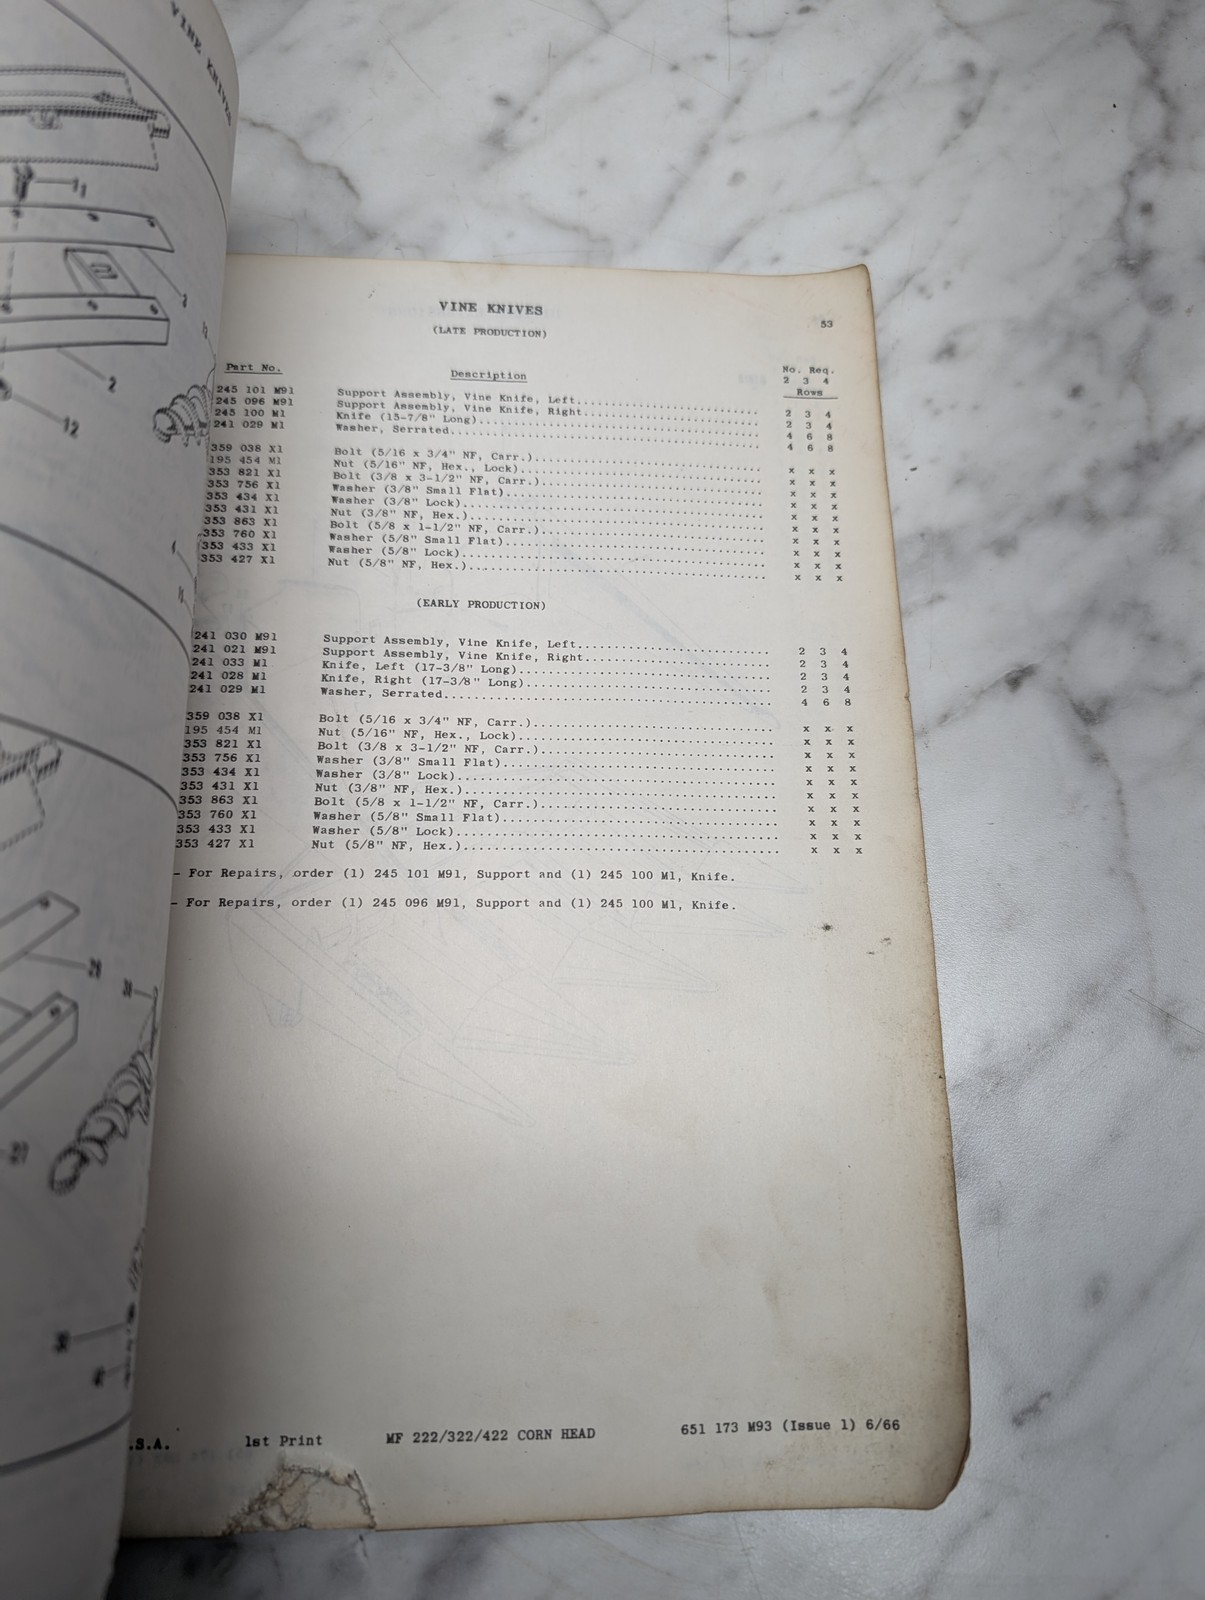 VINE KNIVES
11
2
12
VINE KNIVES
53
(LATE PRODUCTION)
Part No. Description No. Req.
2 3 4
Rows
245 101 M91 Support Assembly, Vine Knife, Left 2 3 4
245 096 M91 Support Assembly, Vine Knife, Right 2 3 4
245 100 M1 Knife (15-7/8" Long) 4 6 8
241 029 M1 Washer, Serrated 4 6 8
359 038 X1 Bolt (5/16 x 3/4" NF, Carr.) x x x
195 454 M1 Nut (5/16" NF, Hex., Lock) x x x
353 821 X1 Bolt (3/8 x 3-1/2" NF, Carr.) x x x
353 756 X1 Washer (3/8" Small Flat) x x x
353 434 X1 Washer (3/8" Lock) x x x
353 431 X1 Nut (3/8" NF, Hex.) x x x
353 863 X1 Bolt (5/8 x 1-1/2" NF, Carr.) x x x
353 760 X1 Washer (5/8" Small Flat) x x x
353 433 X1 Washer (5/8" Lock) x x x
353 427 X1 Nut (5/8" NF, Hex.) x x x
(EARLY PRODUCTION)
241 030 M91 Support Assembly, Vine Knife, Left 2 3 4
241 021 M91 Support Assembly, Vine Knife, Right 2 3 4
241 033 M1 Knife, Left (17-3/8" Long) 2 3 4
241 028 M1 Knife, Right (17-3/8" Long) 2 3 4
241 029 M1 Washer, Serrated 4 6 8
359 038 X1 Bolt (5/16 x 3/4" NF, Carr.) x x x
195 454 M1 Nut (5/16" NF, Hex., Lock) x x x
353 821 X1 Bolt (3/8 x 3-1/2" NF, Carr.) x x x
353 756 X1 Washer (3/8" Small Flat) x x x
353 434 X1 Washer (3/8" Lock) x x x
353 431 X1 Nut (3/8" NF, Hex.) x x x
353 863 X1 Bolt (5/8 x 1-1/2" NF, Carr.) x x x
353 760 X1 Washer (5/8" Small Flat) x x x
353 433 X1 Washer (5/8" Lock) x x x
353 427 X1 Nut (5/8" NF, Hex.) x x x
- For Repairs, order (1) 245 101 M91, Support and (1) 245 100 M1, Knife.
- For Repairs, order (1) 245 096 M91, Support and (1) 245 100 M1, Knife.
.S.A. 1st Print MF 222/322/422 CORN HEAD 651 173 M93 (Issue 1) 6/66